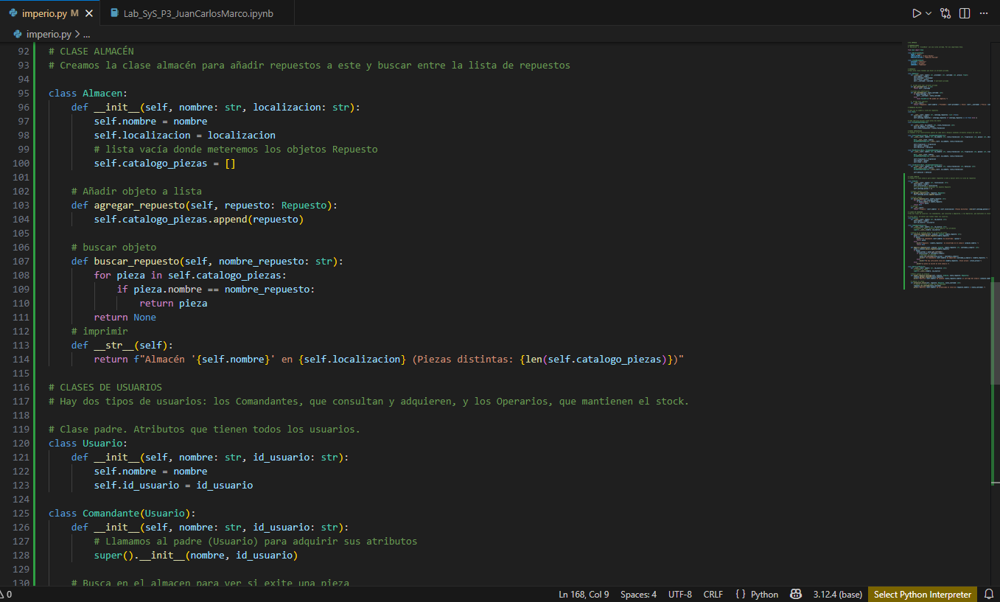 imperio.py M
Lab_SyS_P3_JuanCarlosMarco.ipynb
imperio.py > ...
92 # CLASE ALMACÉN
93 # Creamos la clase almacén para añadir repuestos a este y buscar entre la lista de repuestos
94
95 class Almacen:
96 def __init__(self, nombre: str, localizacion: str):
97 self.nombre = nombre
98 self.localizacion = localizacion
99 # lista vacía donde meteremos los objetos Repuesto
100 self.catalogo_piezas = []
101
102 # Añadir objeto a lista
103 def agregar_repuesto(self, repuesto: Repuesto):
104 self.catalogo_piezas.append(repuesto)
105
106 # buscar objeto
107 def buscar_repuesto(self, nombre_repuesto: str):
108 for pieza in self.catalogo_piezas:
109 if pieza.nombre == nombre_repuesto:
110 return pieza
111 return None
112 # imprimir
113 def __str__(self):
114 return f"Almacén '{self.nombre}' en {self.localizacion} (Piezas distintas: {len(self.catalogo_piezas)})"
115
116 # CLASES DE USUARIOS
117 # Hay dos tipos de usuarios: los Comandantes, que consultan y adquieren, y los Operarios, que mantienen el stock.
118
119 # Clase padre. Atributos que tienen todos los usuarios.
120 class Usuario:
121 def __init__(self, nombre: str, id_usuario: str):
122 self.nombre = nombre
123 self.id_usuario = id_usuario
124
125 class Comandante(Usuario):
126 def __init__(self, nombre: str, id_usuario: str):
127 # Llamamos al padre (Usuario) para adquirir sus atributos
128 super().__init__(nombre, id_usuario)
129
130 # Busca en el almacen para ver si exite una pieza
0 Ln 168, Col 9 Spaces: 4 UTF-8 CRLF { } Python 3.12.4 (base) Select Python Interpreter